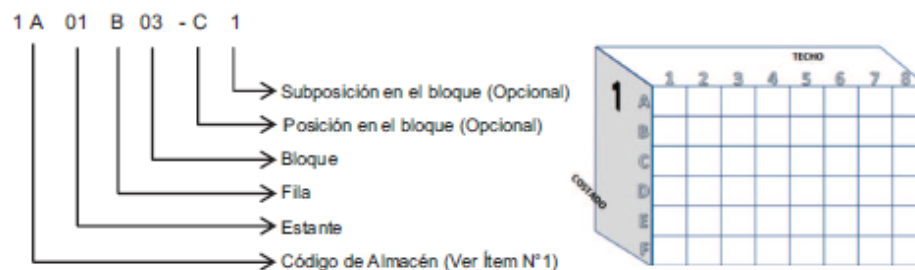 1 A 01 B 03 - C 1
Subposición en el bloque (Opcional)
Posición en el bloque (Opcional)
Bloque
Fila
Estante
Código de Almacén (Ver Ítem N°1)
TECHO
1 2 3 4 5 6 7 8
1
A
B
C
D
E
F
COSTADO